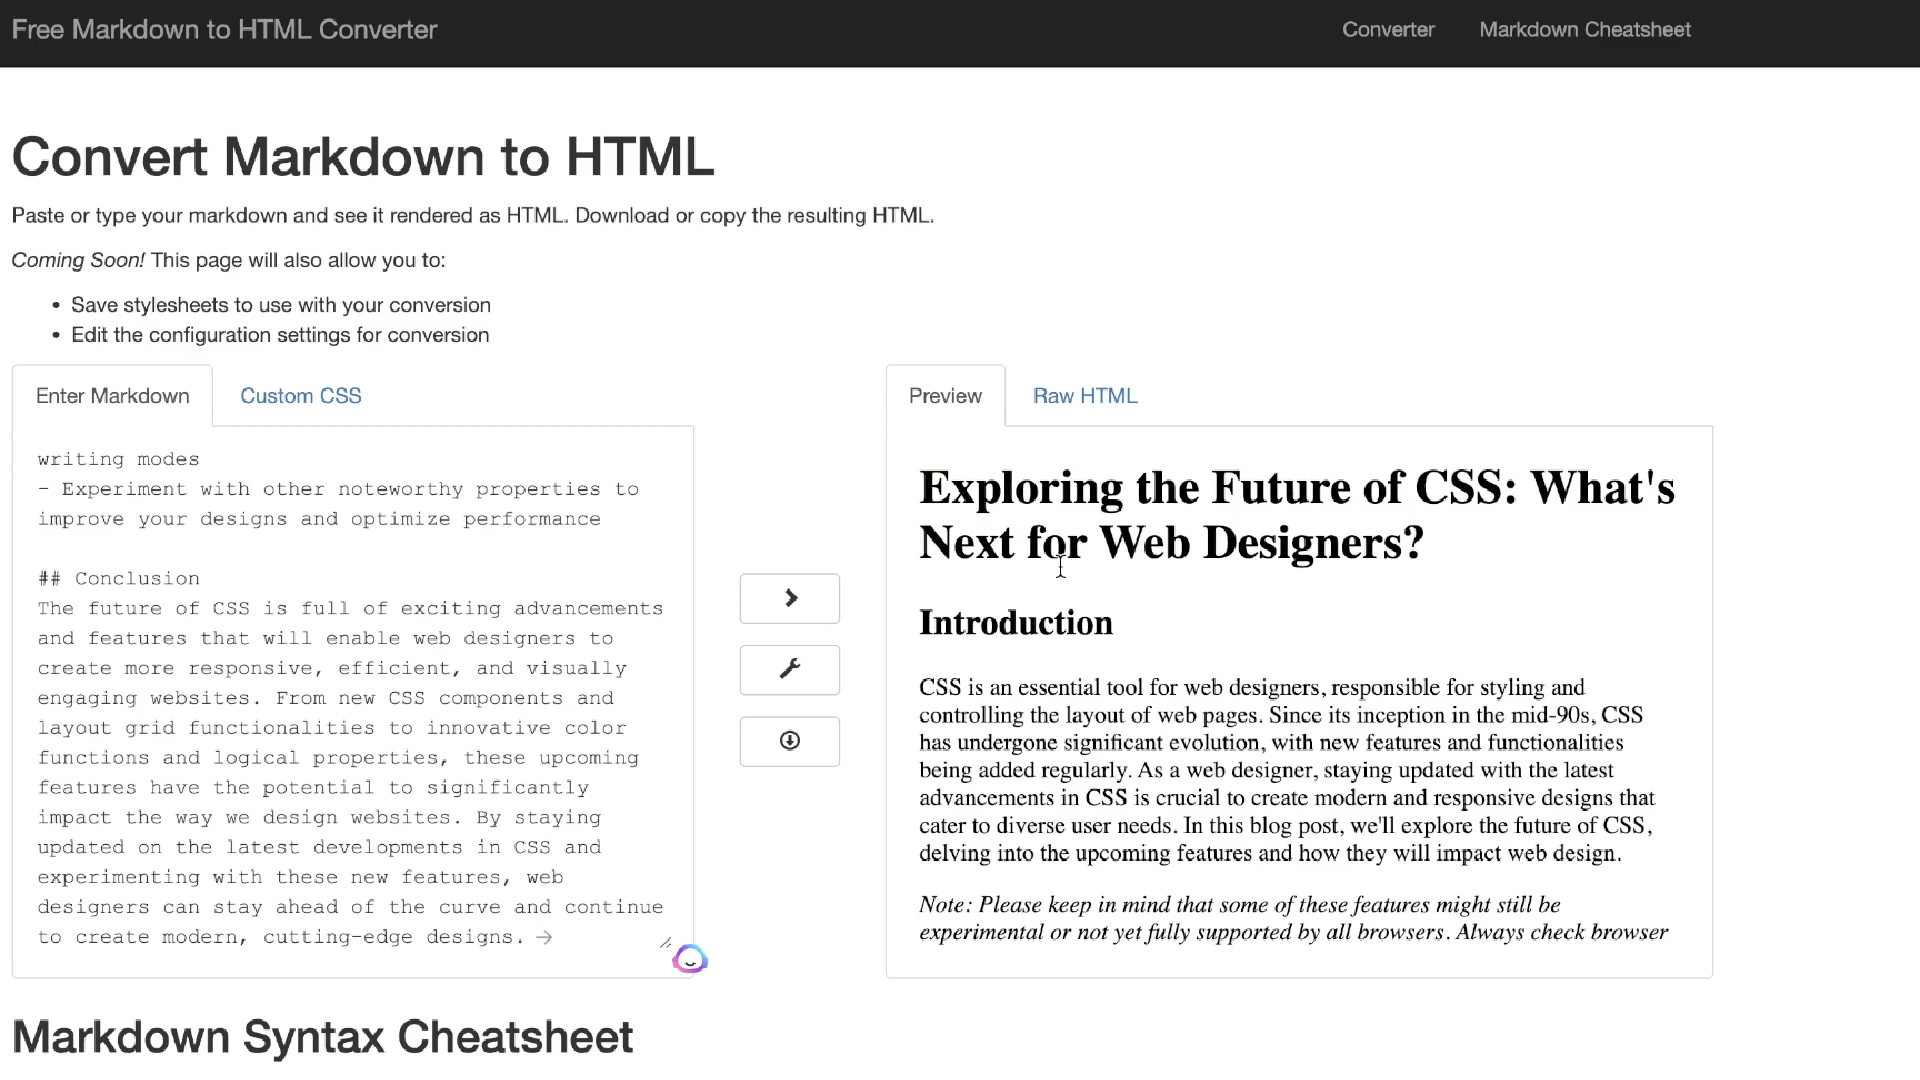 Free Markdown to HTML Converter
Converter
Markdown Cheatsheet
Convert Markdown to HTML
Paste or type your markdown and see it rendered as HTML. Download or copy the resulting HTML.
Coming Soon! This page will also allow you to:
• Save stylesheets to use with your conversion
• Edit the configuration settings for conversion
Enter Markdown
Custom CSS
writing modes
- Experiment with other noteworthy properties to
improve your designs and optimize performance
## Conclusion
The future of CSS is full of exciting advancements
and features that will enable web designers to
create more responsive, efficient, and visually
engaging websites. From new CSS components and
layout grid functionalities to innovative color
functions and logical properties, these upcoming
features have the potential to significantly
impact the way we design websites. By staying
updated on the latest developments in CSS and
experimenting with these new features, web
designers can stay ahead of the curve and continue
to create modern, cutting-edge designs. →
Preview
Raw HTML
Exploring the Future of CSS: What's
Next for Web Designers?
Introduction
CSS is an essential tool for web designers, responsible for styling and
controlling the layout of web pages. Since its inception in the mid-90s, CSS
has undergone significant evolution, with new features and functionalities
being added regularly. As a web designer, staying updated with the latest
advancements in CSS is crucial to create modern and responsive designs that
cater to diverse user needs. In this blog post, we'll explore the future of CSS,
delving into the upcoming features and how they will impact web design.
Note: Please keep in mind that some of these features might still be
experimental or not yet fully supported by all browsers. Always check browser
Markdown Syntax Cheatsheet